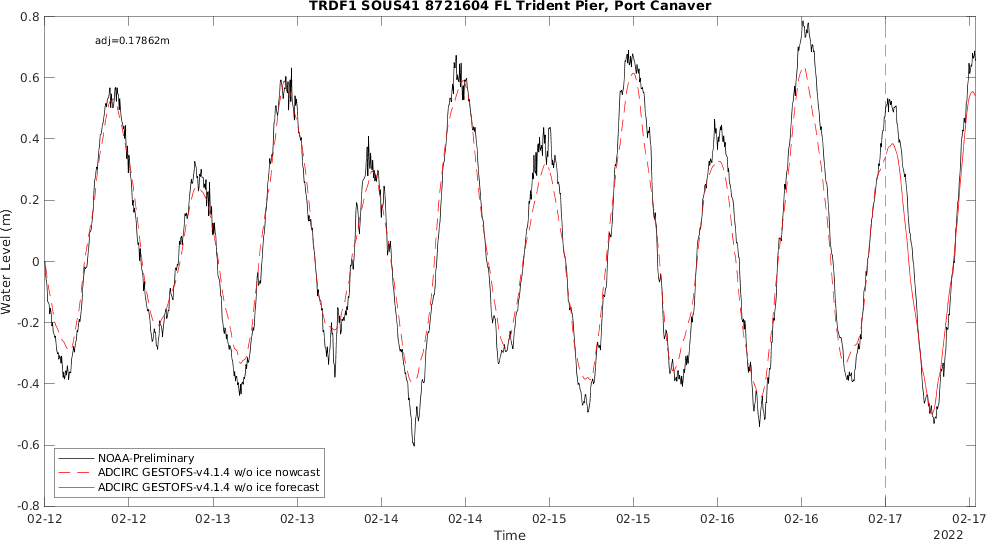 TRDF1 SOUS41 8721604 FL Trident Pier, Port Canaver
adj=0.17862m
0.8
0.6
0.4
0.2
0
-0.2
-0.4
-0.6
-0.8
Water Level (m)
NOAA-Preliminary
ADCIRC GESTOFS-v4.1.4 w/o ice nowcast
ADCIRC GESTOFS-v4.1.4 w/o ice forecast
02-12 02-12 02-13 02-13 02-14 02-14 02-15 02-15 02-16 02-16 02-17 02-17
Time
2022